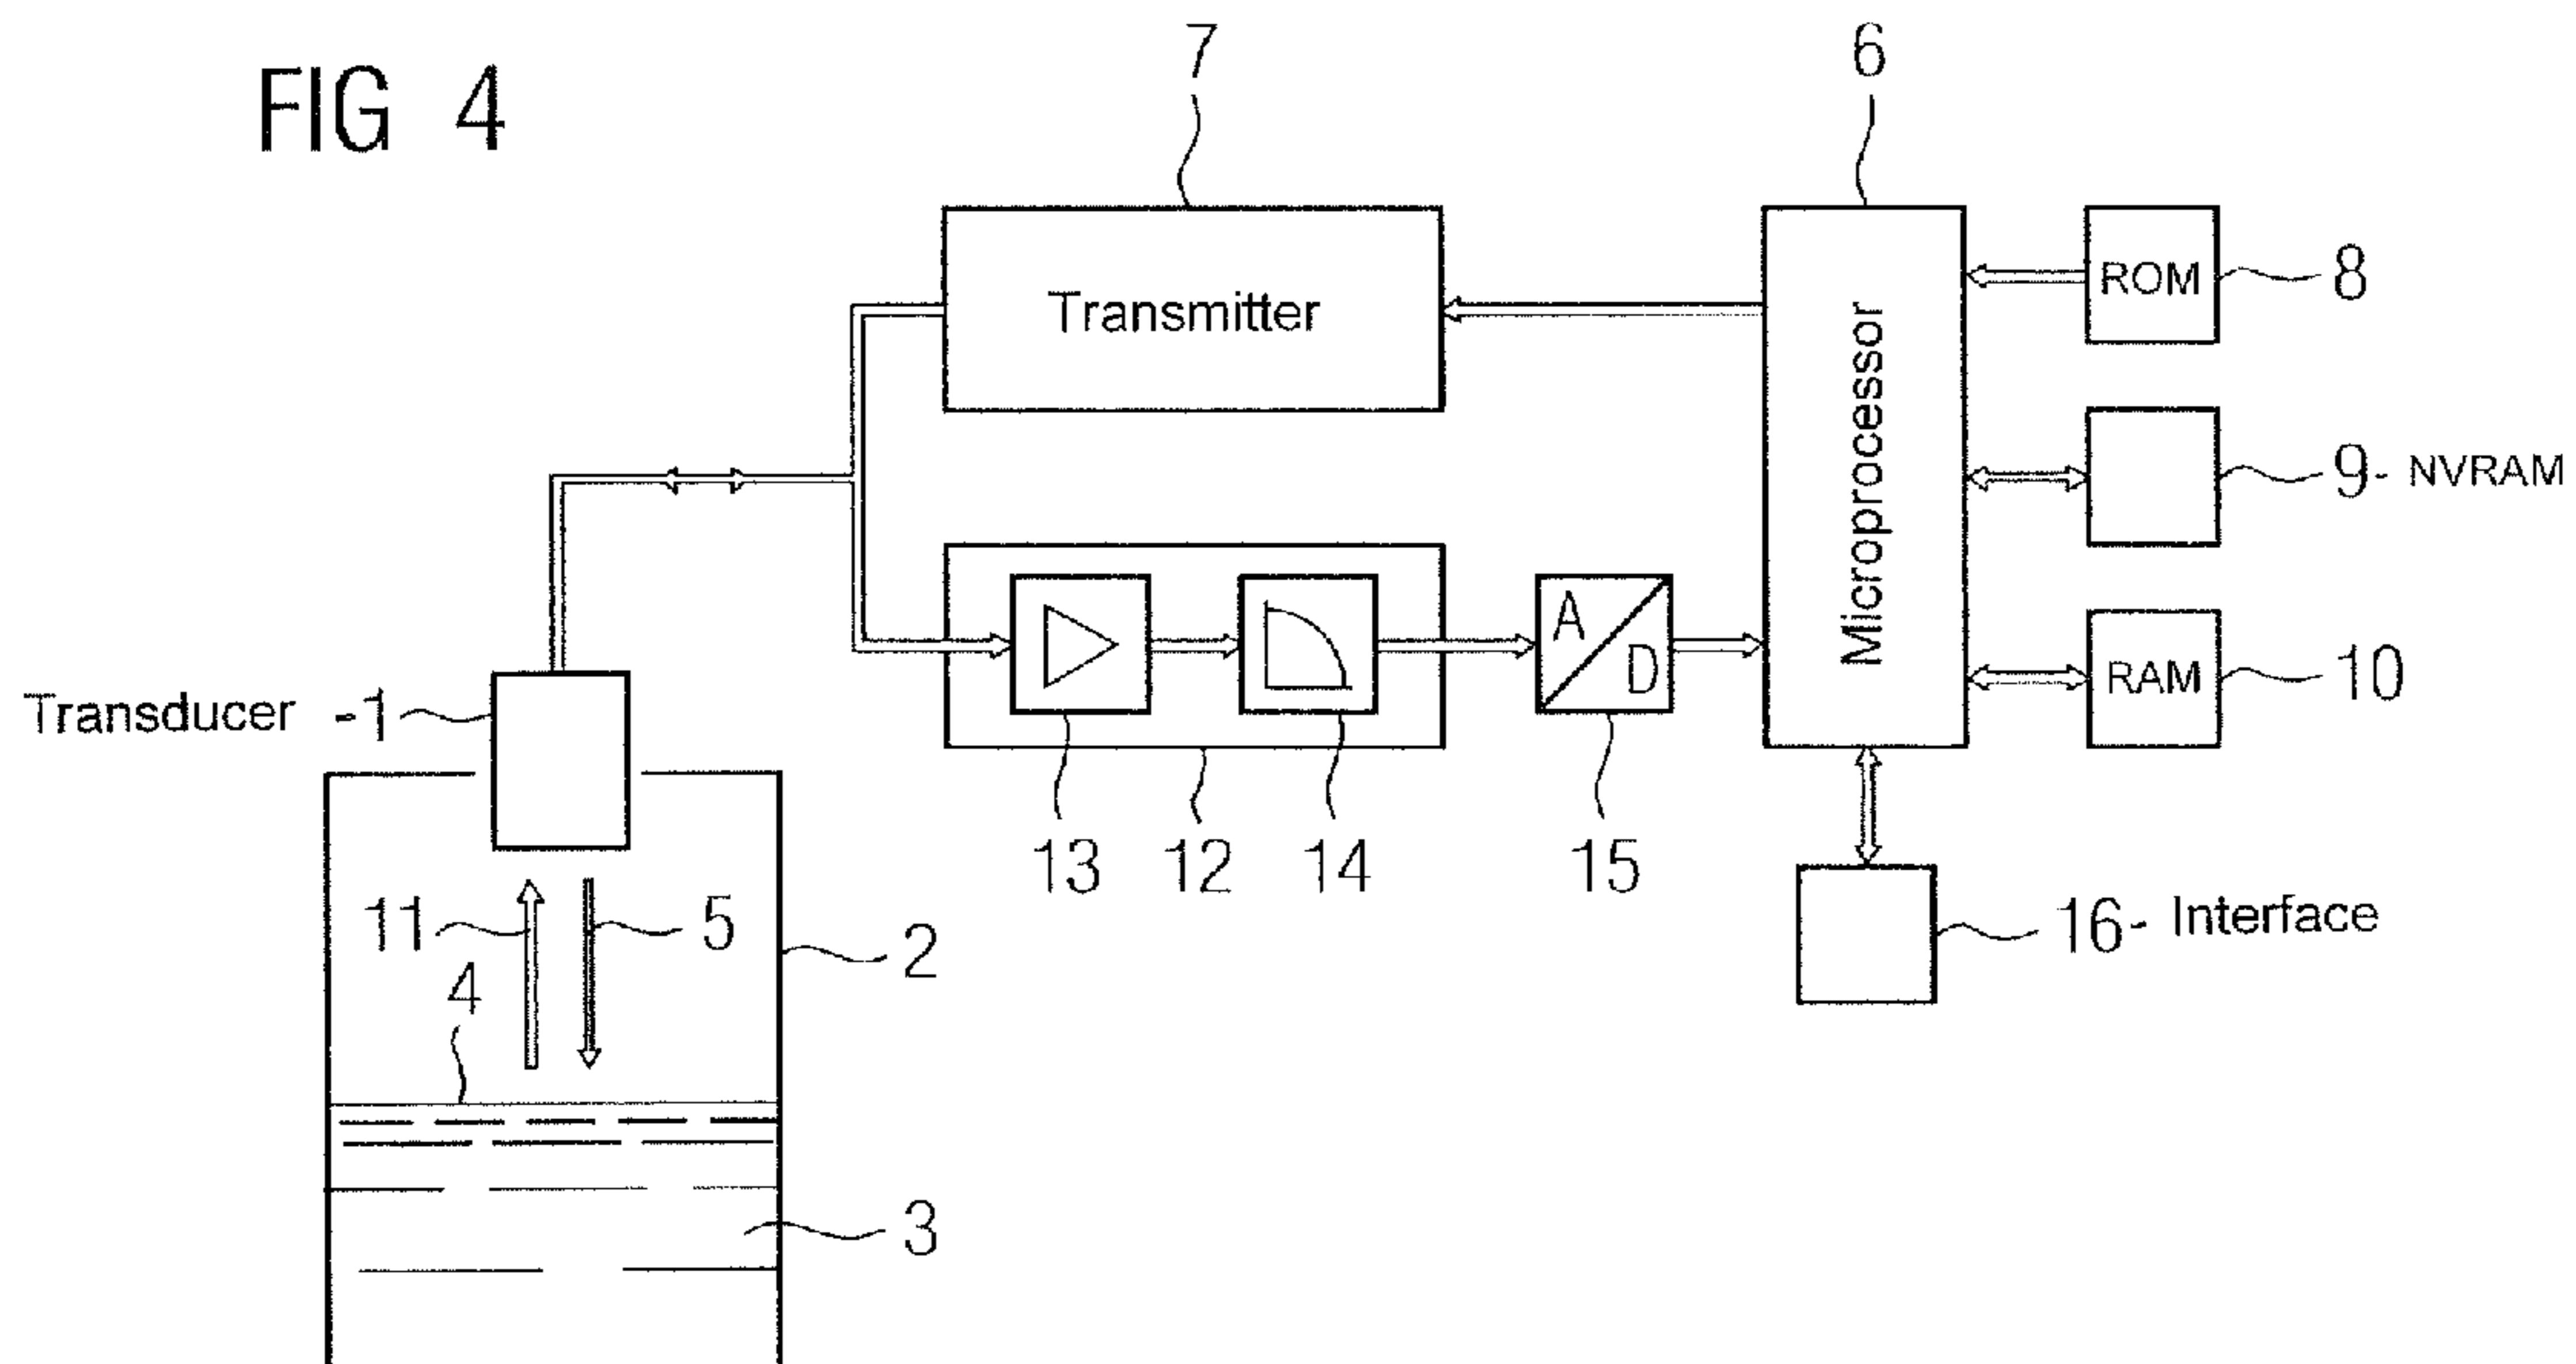 FIG 4
7
6
Transmitter
Microprocessor
ROM
8
9- NVRAM
RAM
10
A
D
Transducer -1
13
12
14
15
16- Interface
11
5
2
4
3